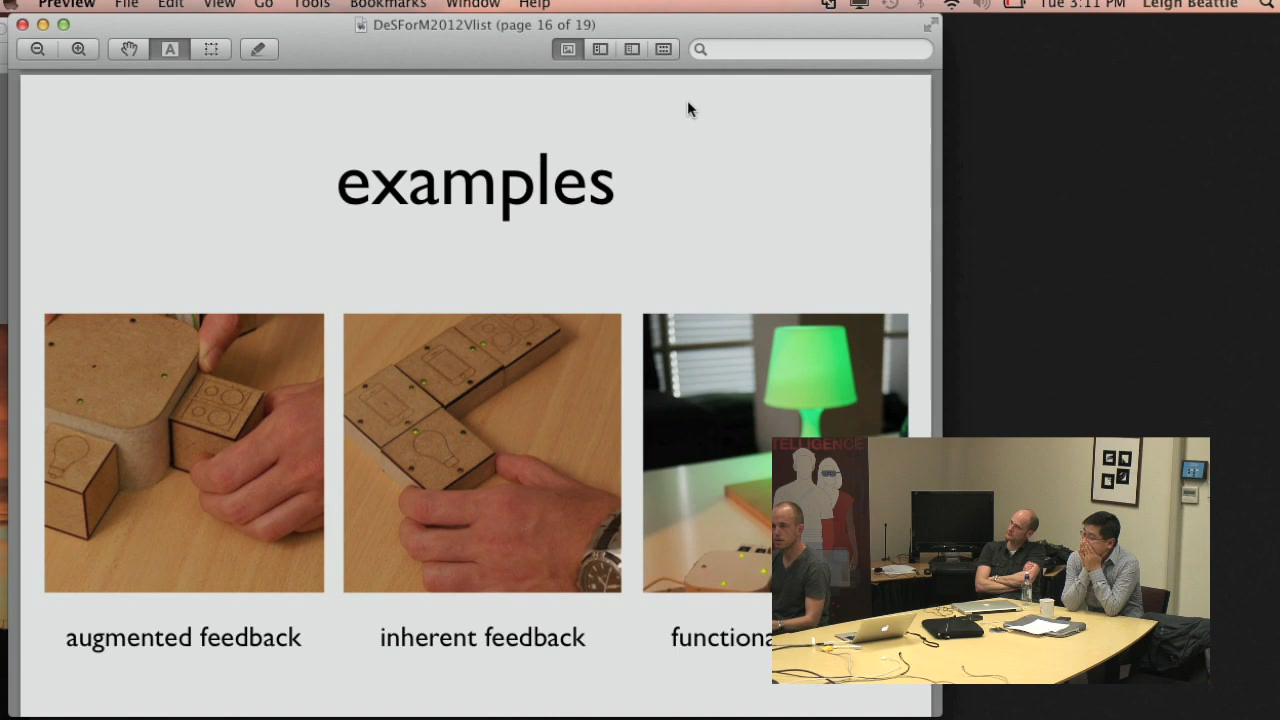 Preview File Edit View Go Tools Bookmarks Window Help Tue 3:11 PM Leigh Beattie
DeSForM2012Vlist (page 16 of 19)
A
examples
TELLIGENCE
augmented feedback
inherent feedback
functiona